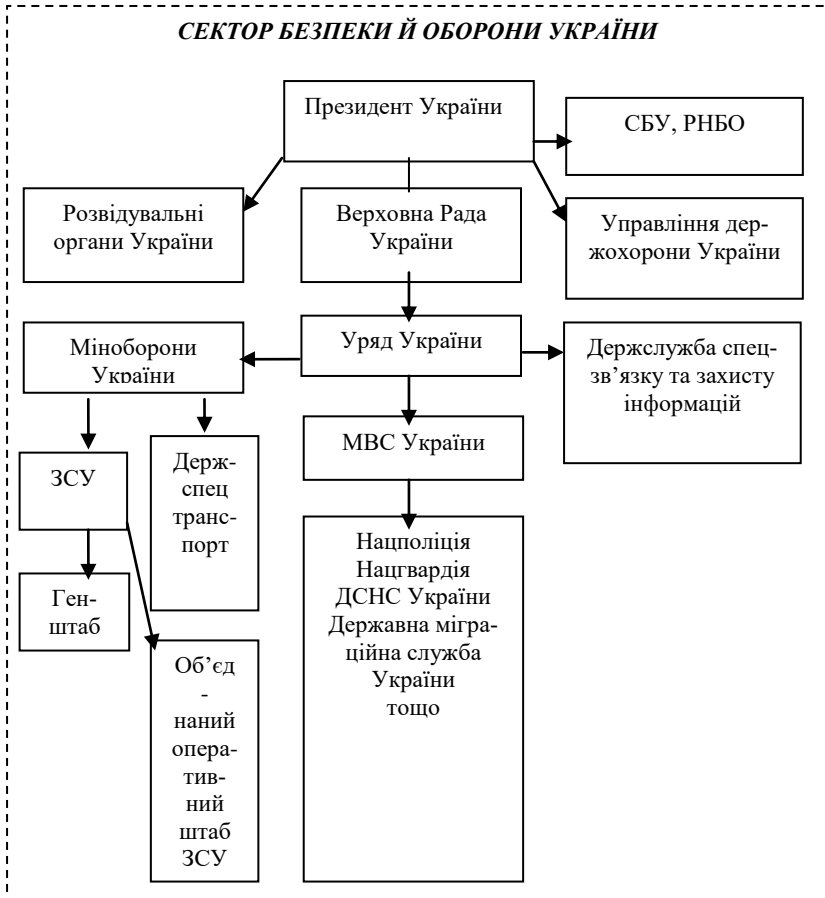 СЕКТОР БЕЗПЕКИ Й ОБОРОНИ УКРАЇНИ
Президент України
СБУ, РНБО
Розвідувальні
органи України
Верховна Рада
України
Управління дер-
жохорони України
Міноборони
України
Уряд України
Держслужба спец-
зв’язку та захисту
інформацій
ЗСУ
Держ-
спец
транс-
порт
МВС України
Ген-
штаб
Нацполіція
Нацгвардія
ДСНС України
Державна мігра-
ційна служба
України
тощо
Об’єд
-
наний
опера-
тив-
ний
штаб
ЗСУ